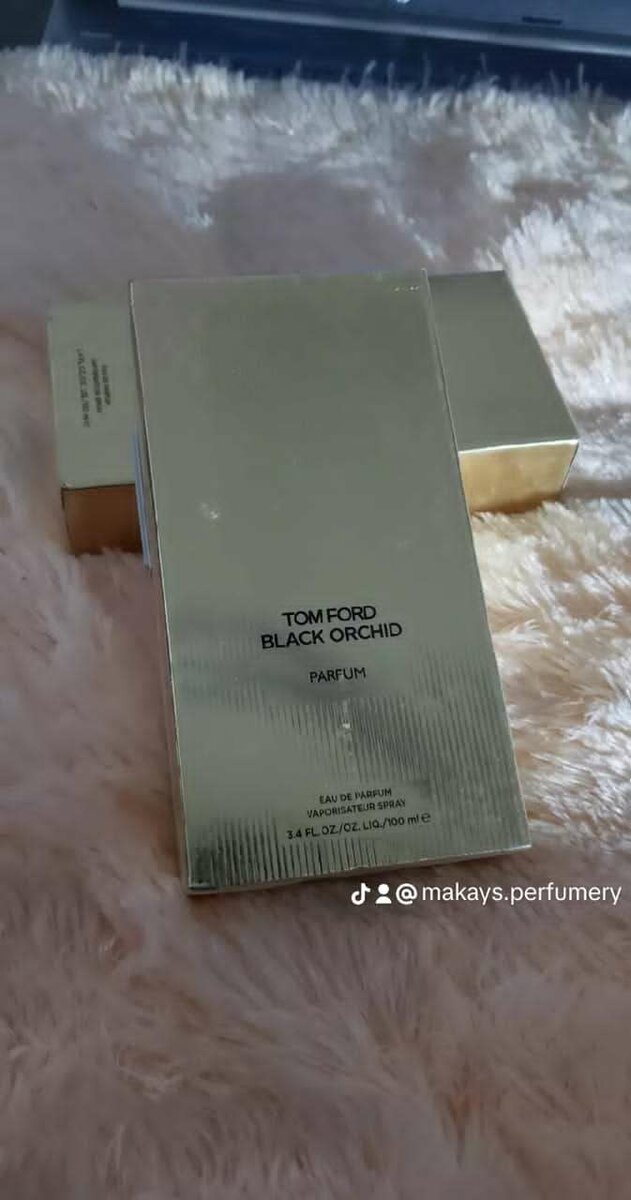 TOM FORD
BLACK ORCHID
PARFUM
EAU DE PARFUM
VAPORISATEUR SPRAY
3.4 FL.OZ./OZ. LIQ./100 ml e
@makays.perfumery